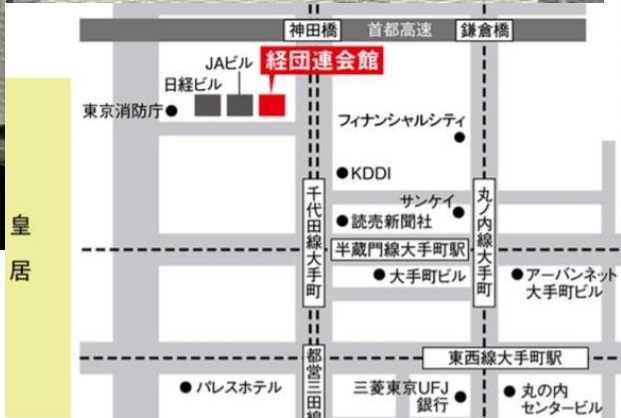 神田橋
首都高速
鎌倉橋
JAビル
経団連会館
日経ビル
東京消防庁
フィナンシャルシティ
KDDI
サンケイ
読売新聞社
千代田線大手町
丸ノ内線大手町
皇居
半蔵門線大手町駅
大手町ビル
アーバンネット
大手町ビル
都営三田線
東西線大手町駅
パレスホテル
三菱東京UFJ
銀行
丸の内
センタービル